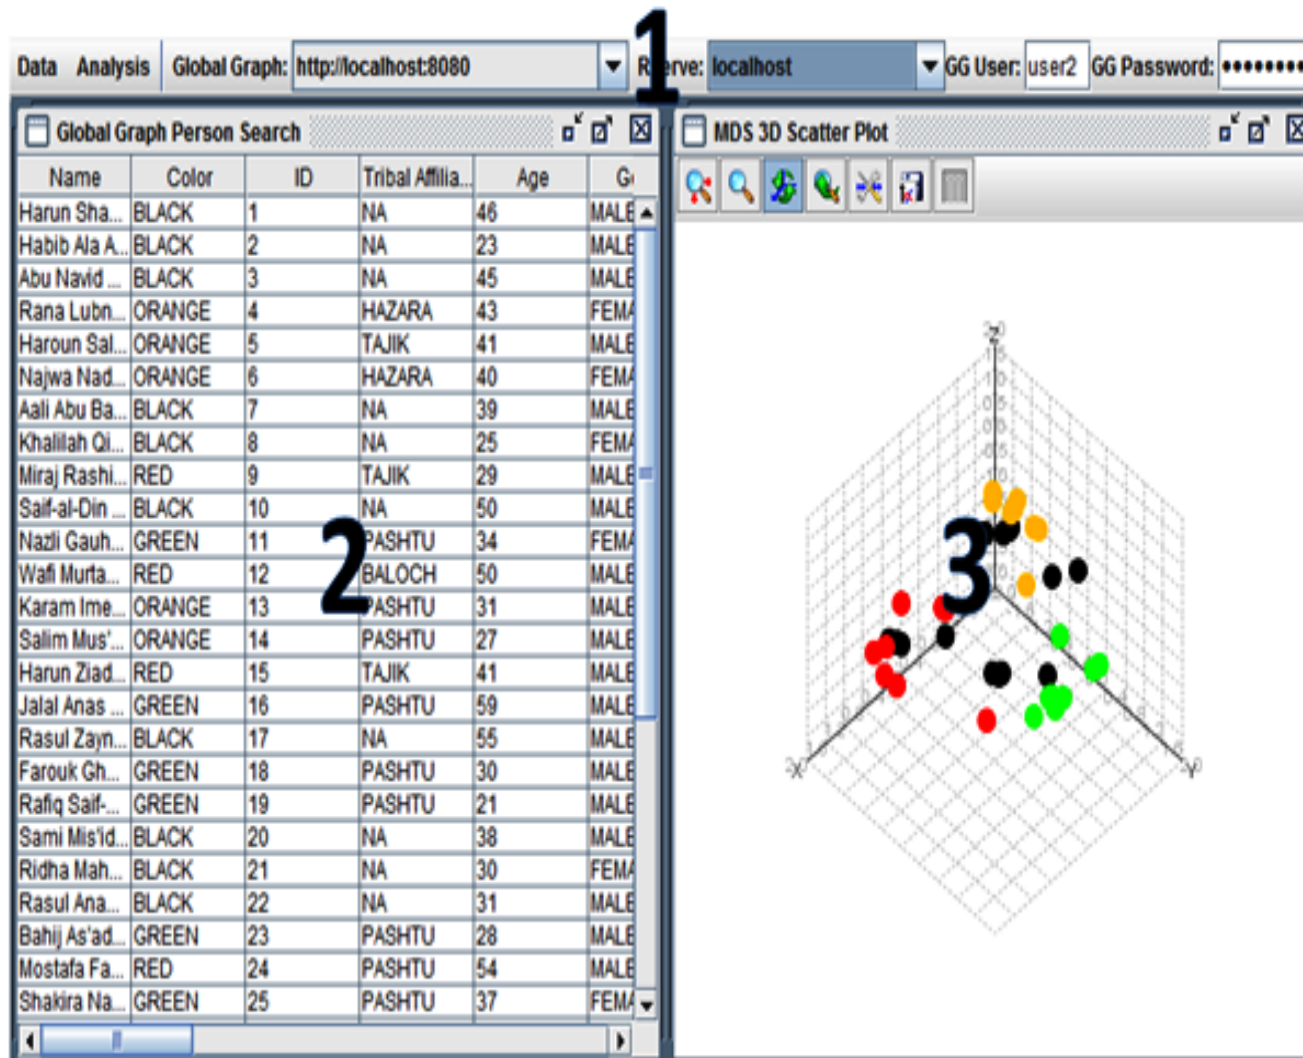 1
Data Analysis Global Graph: http://localhost:8080 Reserve: localhost GG User: user2 GG Password: ••••••••
Global Graph Person Search
Name Color ID Tribal Affilia... Age G
Harun Sha... BLACK 1 NA 46 MALE
Habib Ala A... BLACK 2 NA 23 MALE
Abu Navid ... BLACK 3 NA 45 MALE
Rana Lubn... ORANGE 4 HAZARA 43 FEMA
Haroun Sal... ORANGE 5 TAJIK 41 MALE
Najwa Nad... ORANGE 6 HAZARA 40 FEMA
Aali Abu Ba... BLACK 7 NA 39 MALE
Khalilah Qi... BLACK 8 NA 25 FEMA
Miraj Rashi... RED 9 TAJIK 29 MALE
Saif-al-Din ... BLACK 10 NA 50 MALE
Nazli Gauh... GREEN 11 PASHTU 34 FEMA
Wafi Murta... RED 12 BALOCH 50 MALE
Karam Ime... ORANGE 13 PASHTU 31 MALE
Salim Mus'... ORANGE 14 PASHTU 27 MALE
Harun Ziad... RED 15 TAJIK 41 MALE
Jalal Anas ... GREEN 16 PASHTU 59 MALE
Rasul Zayn... BLACK 17 NA 55 MALE
Farouk Gh... GREEN 18 PASHTU 30 MALE
Rafiq Saif-... GREEN 19 PASHTU 21 MALE
Sami Mis'id... BLACK 20 NA 38 MALE
Ridha Mah... BLACK 21 NA 30 FEMA
Rasul Ana... BLACK 22 NA 31 MALE
Bahij As'ad... GREEN 23 PASHTU 28 MALE
Mostafa Fa... RED 24 PASHTU 54 MALE
Shakira Na... GREEN 25 PASHTU 37 FEMA
2
MDS 3D Scatter Plot
Z
3
X Y